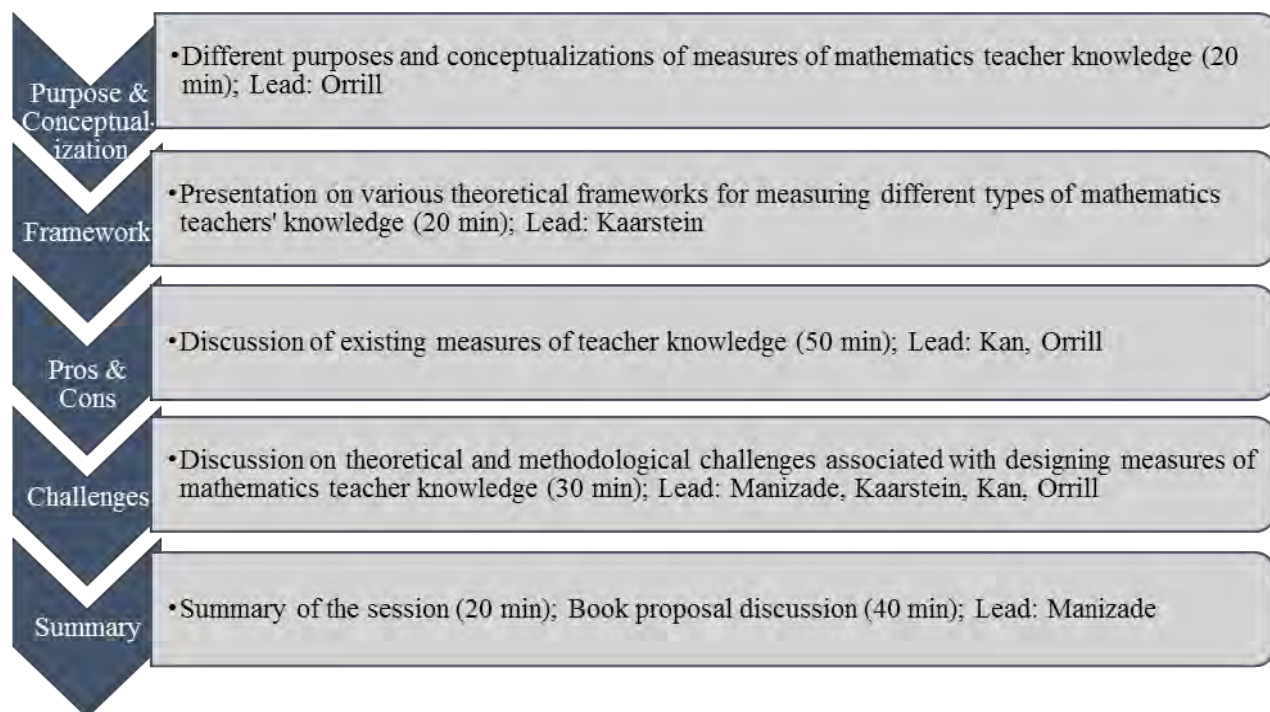 Purpose &
Conceptual-
ization
•Different purposes and conceptualizations of measures of mathematics teacher knowledge (20
min); Lead: Orrill
Framework
•Presentation on various theoretical frameworks for measuring different types of mathematics
teachers' knowledge (20 min); Lead: Kaarstein
Pros &
Cons
•Discussion of existing measures of teacher knowledge (50 min); Lead: Kan, Orrill
Challenges
•Discussion on theoretical and methodological challenges associated with designing measures of
mathematics teacher knowledge (30 min); Lead: Manizade, Kaarstein, Kan, Orrill
Summary
•Summary of the session (20 min); Book proposal discussion (40 min); Lead: Manizade